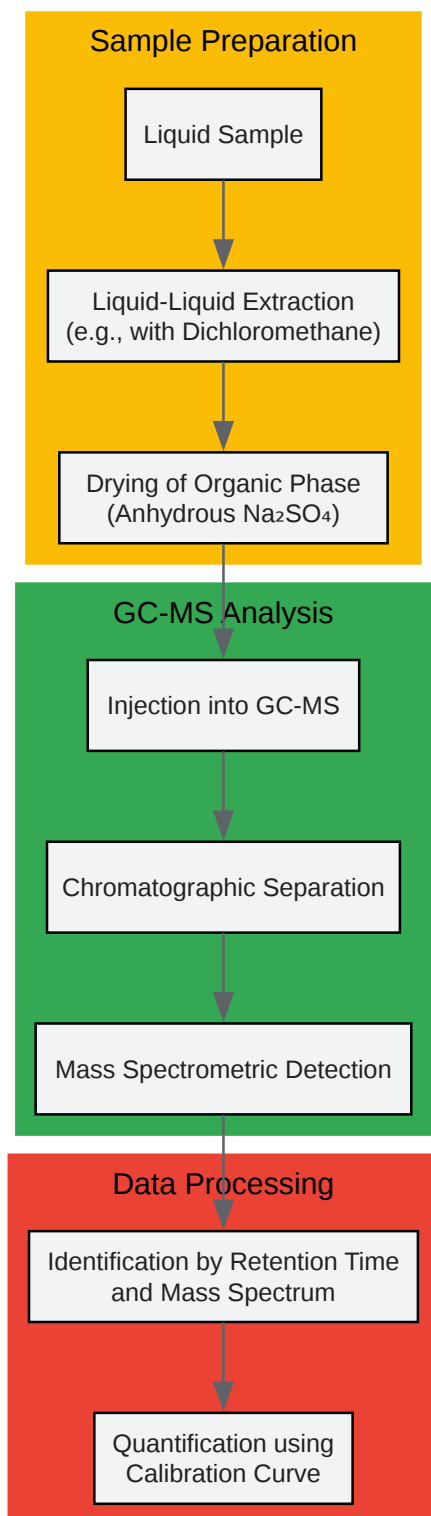 Sample Preparation
Liquid Sample
Liquid-Liquid Extraction
(e.g., with Dichloromethane)
Drying of Organic Phase
(Anhydrous Na₂SO₄)
GC-MS Analysis
Injection into GC-MS
Chromatographic Separation
Mass Spectrometric Detection
Data Processing
Identification by Retention Time
and Mass Spectrum
Quantification using
Calibration Curve